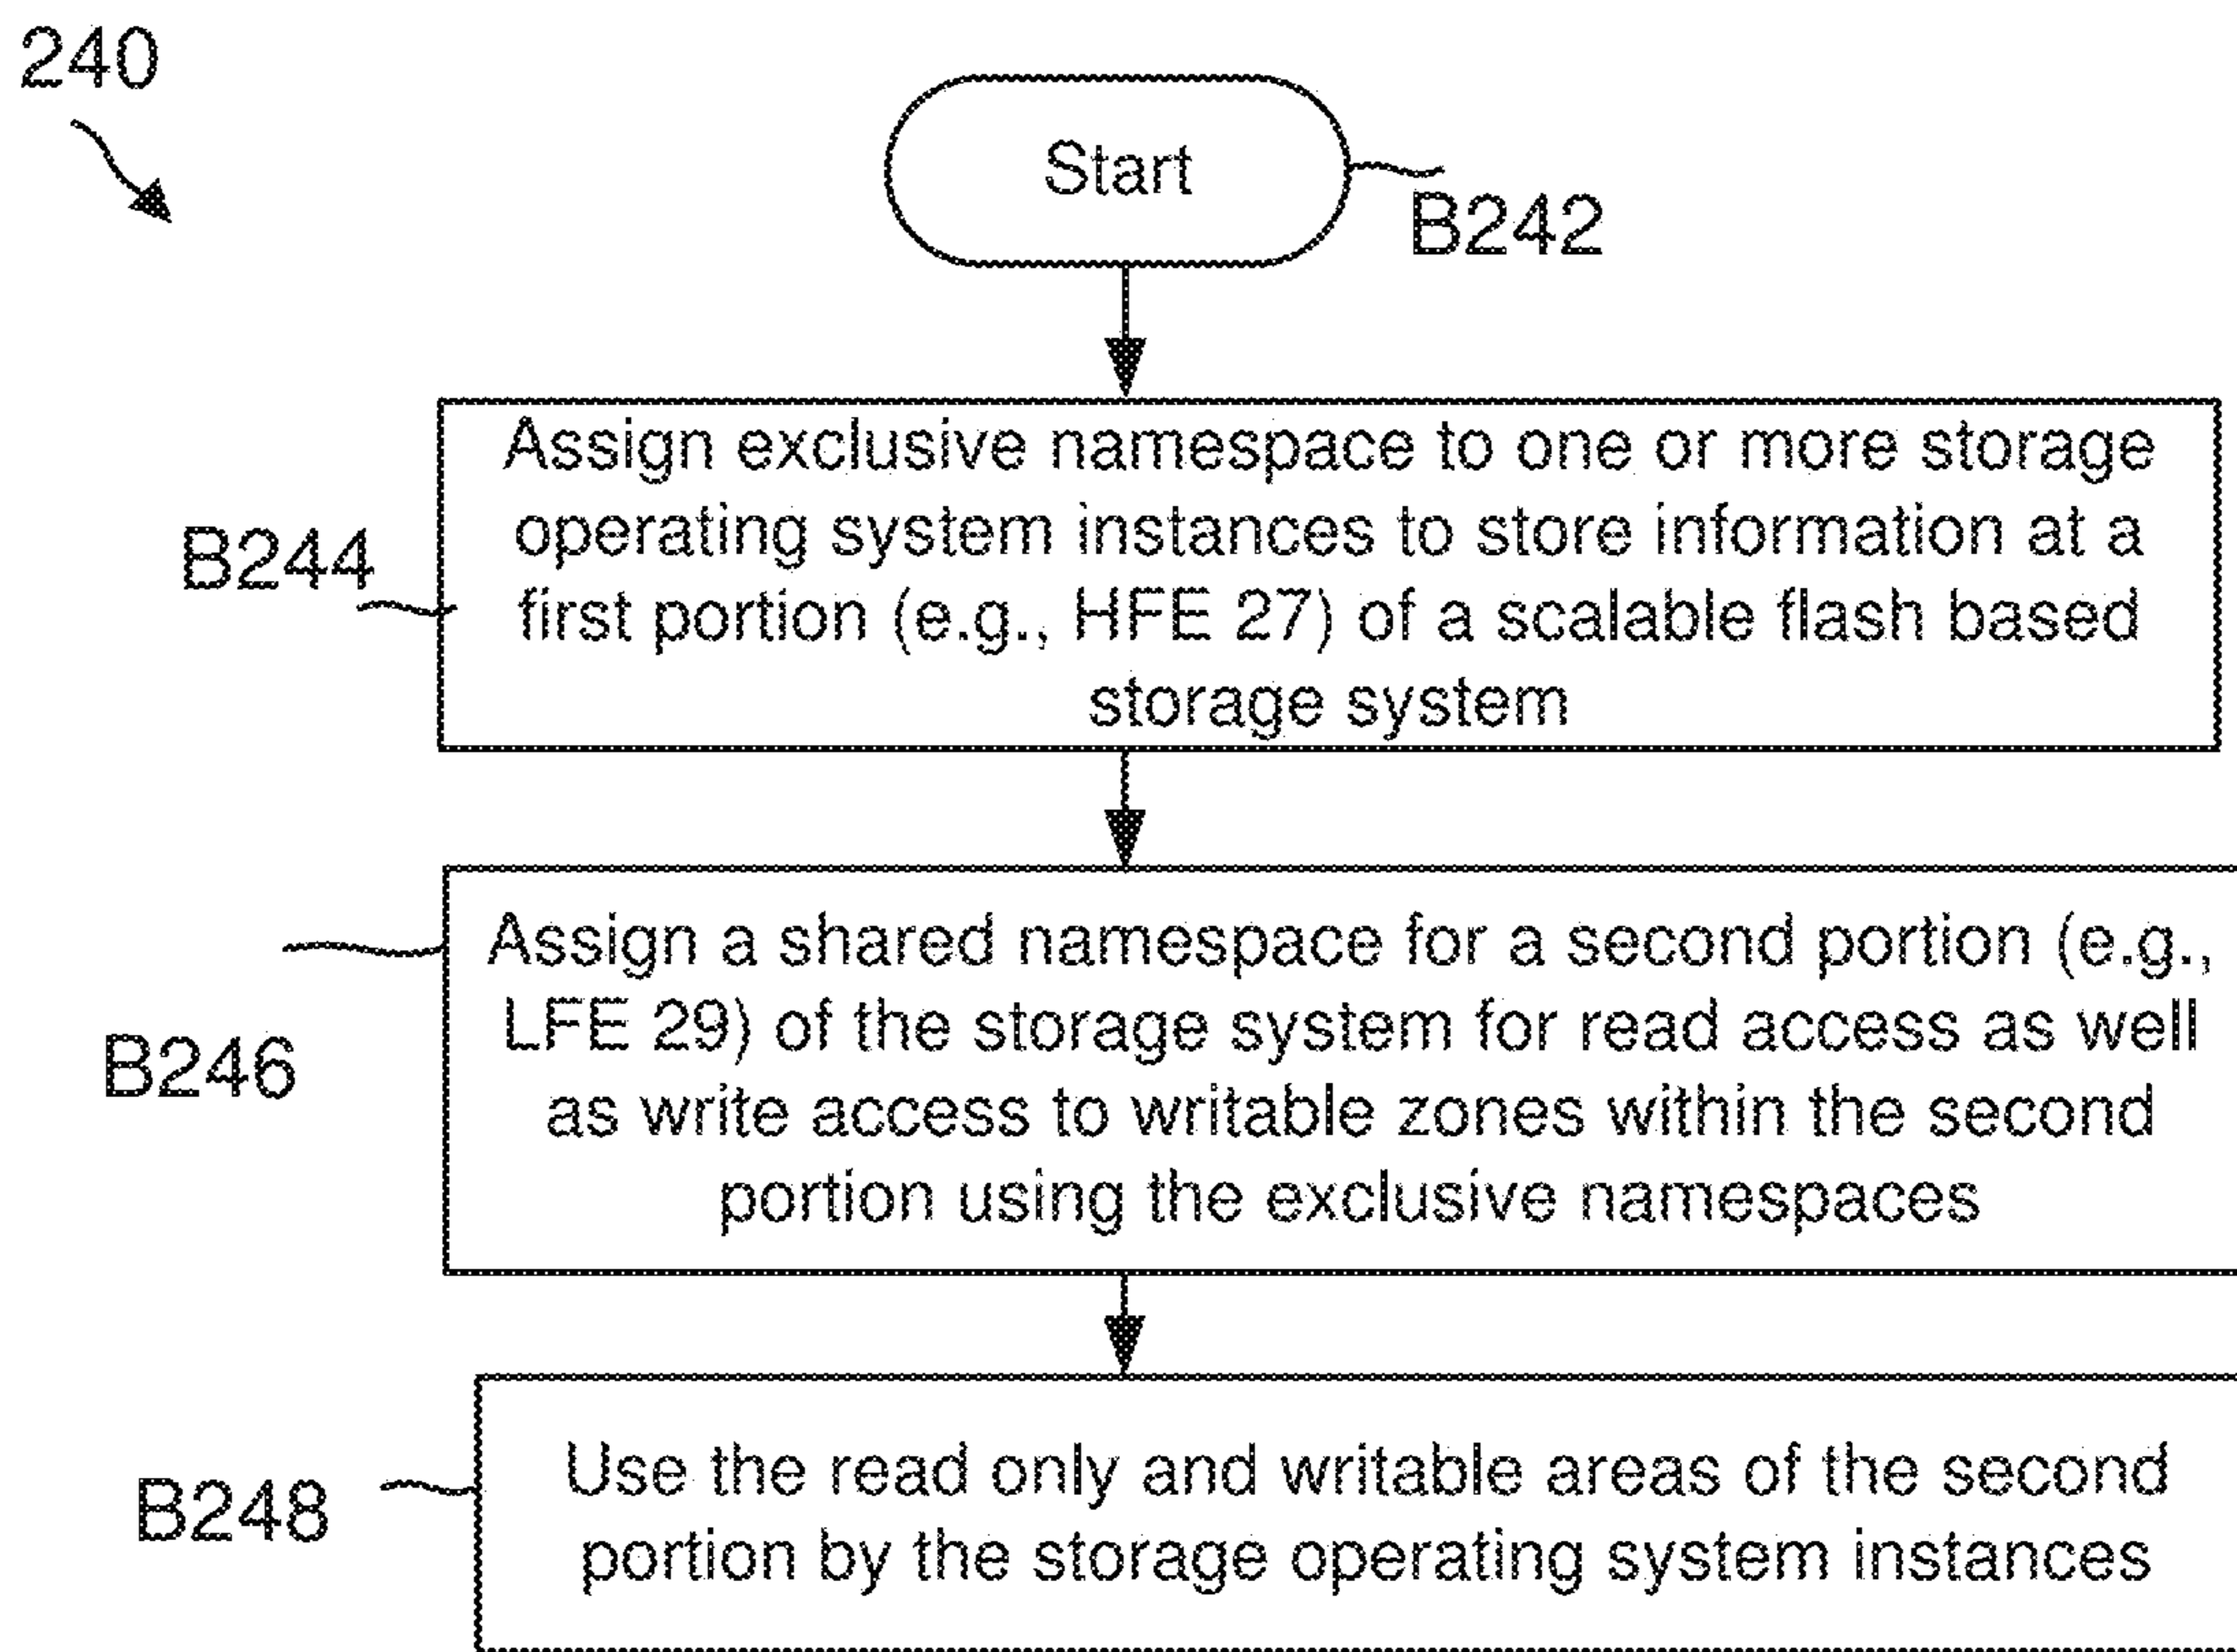 240
Start
B242
Assign exclusive namespace to one or more storage
operating system instances to store information at a
first portion (e.g., HFE 27) of a scalable flash based
storage system
B244
Assign a shared namespace for a second portion (e.g.,
LFE 29) of the storage system for read access as well
as write access to writable zones within the second
portion using the exclusive namespaces
B246
Use the read only and writable areas of the second
portion by the storage operating system instances
B248